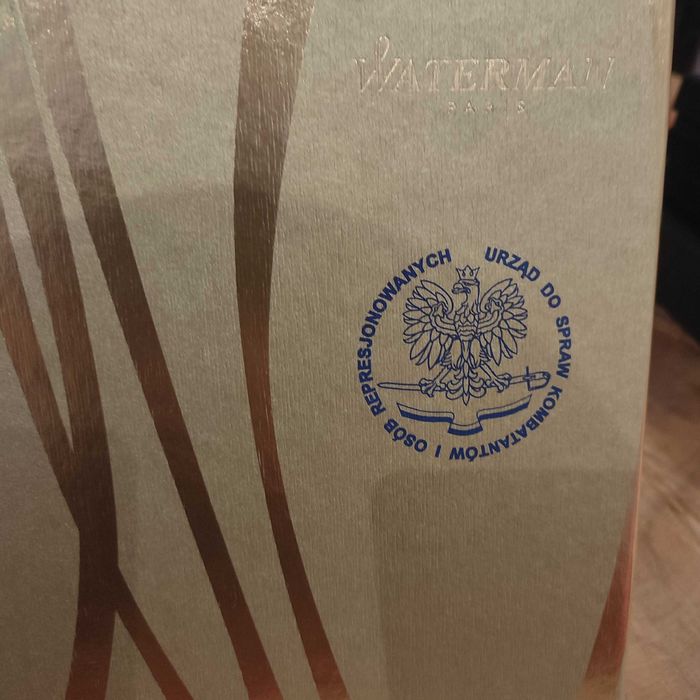 WATERMAN
PARIS
URZĄD DO SPRAW KOMBATANTÓW I OSÓB REPRESJONOWANYCH